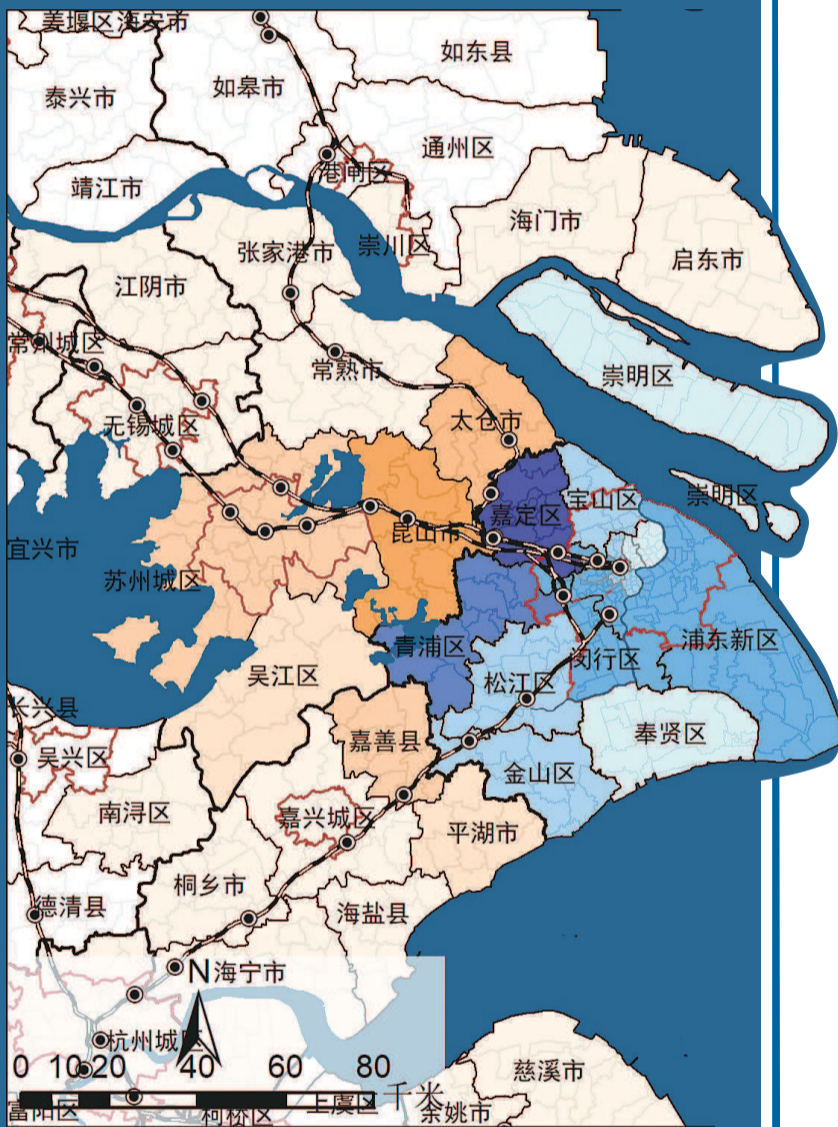 姜堰区
海安市
如东县
泰兴市
如皋市
通州区
港闸区
靖江市
海门市
张家港市
崇川区
启东市
江阴市
常州城区
常熟市
崇明区
太仓市
无锡城区
崇明区
宝山区
嘉定区
昆山市
宜兴市
苏州城区
青浦区
浦东新区
闵行区
吴江区
松江区
长兴县
奉贤区
嘉善县
吴兴区
金山区
南浔区
嘉兴城区
平湖市
桐乡市
德清县
海盐县
N
海宁市
杭州城区
0 10 20 40 60 80
千米
慈溪市
富阳区
柯桥区
上虞区
余姚市